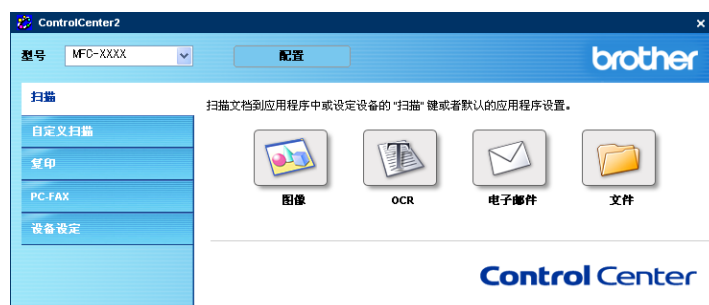 ControlCenter2
型号 MFC-XXXX 配置 brother
扫描
扫描文档到应用程序中或设定设备的 "扫描" 键或者默认的应用程序设置。
自定义扫描
复印
PC-FAX
设备设定
图像 OCR 电子邮件 文件
Control Center